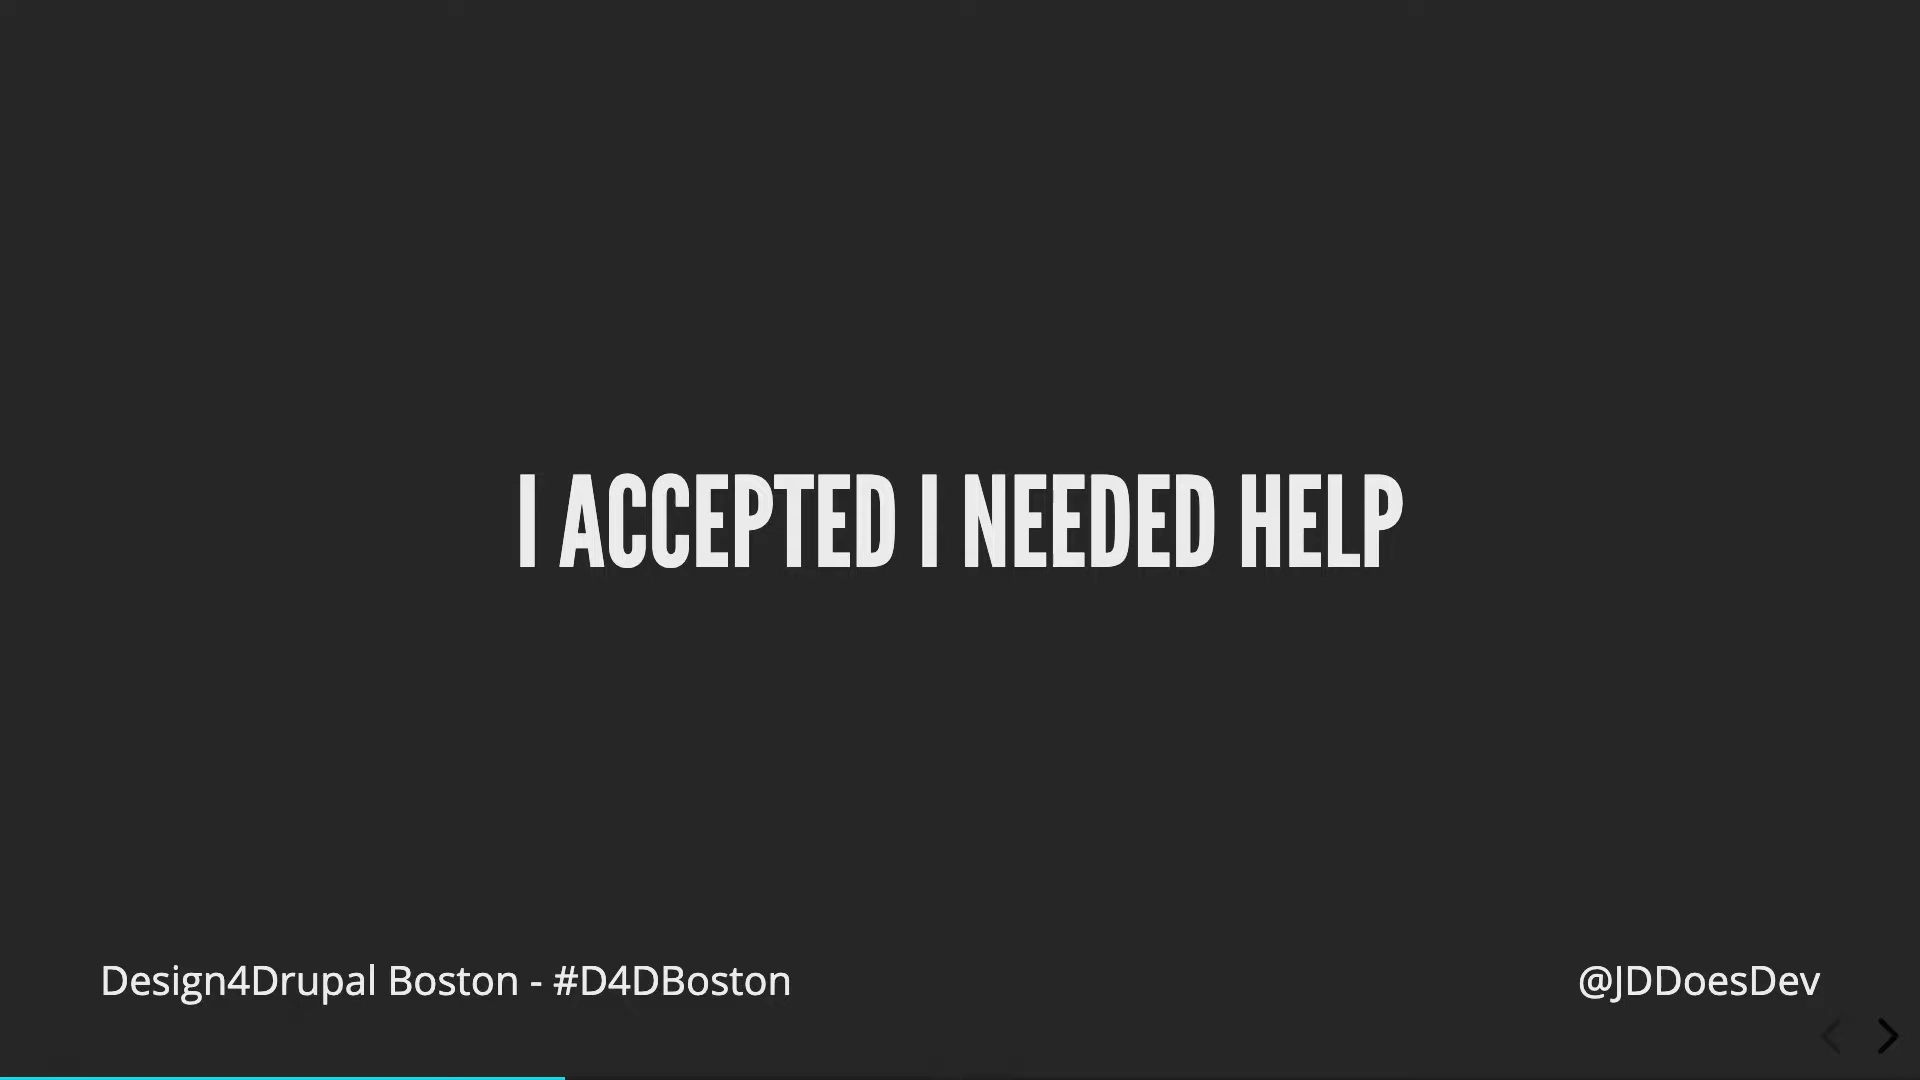 I ACCEPTED I NEEDED HELP
Design4Drupal Boston - #D4DBoston
@JDDoesDev